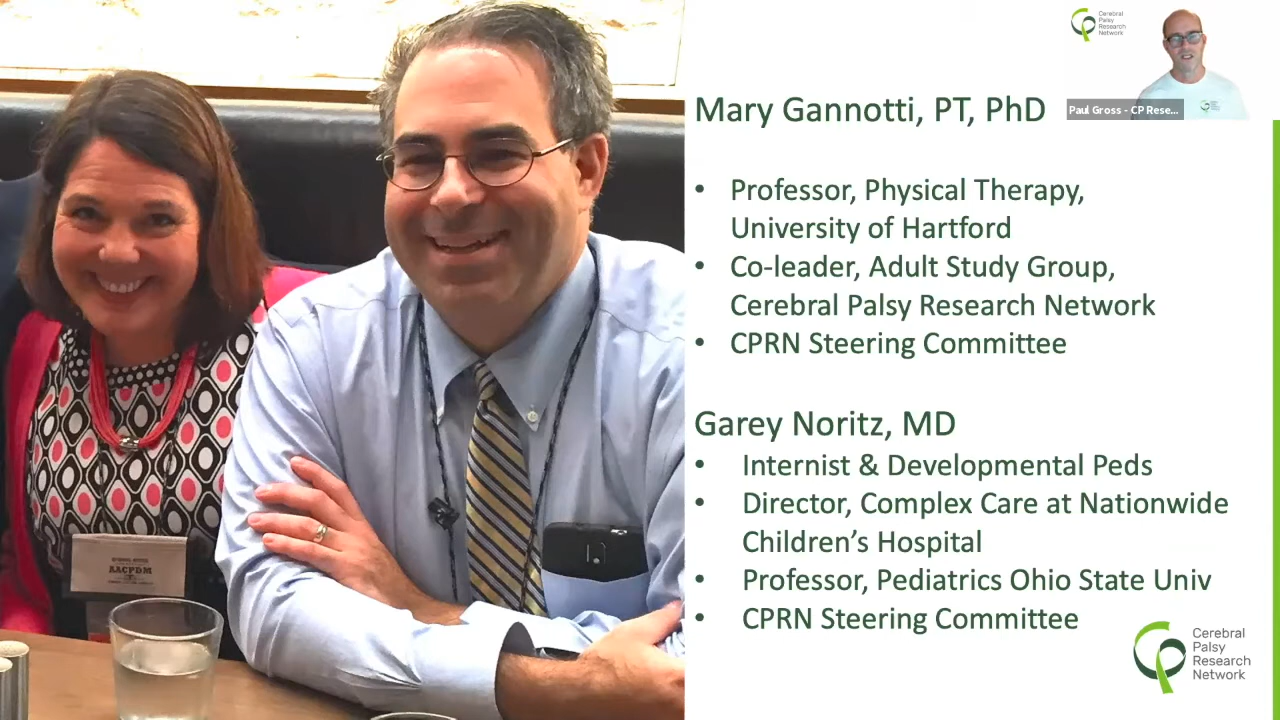 Cerebral
Palsy
Research
Network
Paul Gross - CP Rese...
Mary Gannotti, PT, PhD
• Professor, Physical Therapy,
University of Hartford
• Co-leader, Adult Study Group,
Cerebral Palsy Research Network
• CPRN Steering Committee
Garey Noritz, MD
• Internist & Developmental Peds
• Director, Complex Care at Nationwide
Children's Hospital
• Professor, Pediatrics Ohio State Univ
• CPRN Steering Committee
AACPDM
Cerebral
Palsy
Research
Network